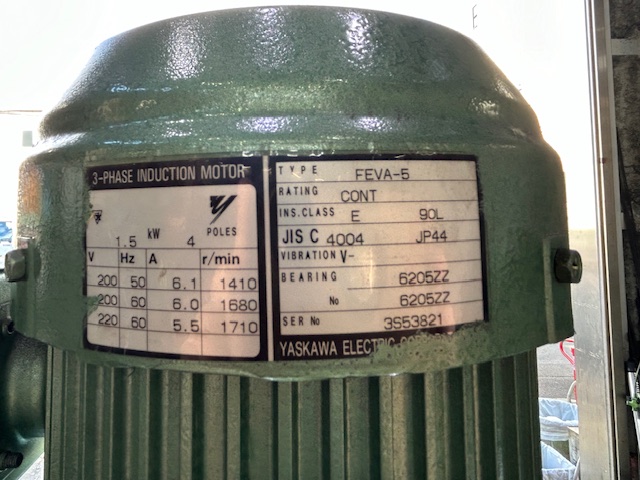 3-PHASE INDUCTION MOTOR
1.5 kW 4 POLES
V Hz A r/min
200 50 6.1 1410
200 60 6.0 1680
220 60 5.5 1710
TYPE FEVA-5
RATING CONT
INS.CLASS E 90L
JIS C 4004 JP44
VIBRATION V-
BEARING 6205ZZ
No 6205ZZ
SER No 3S53821
YASKAWA ELECTRIC